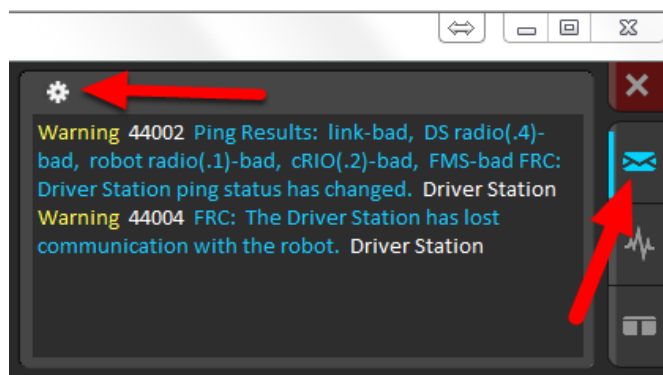 Warning 44002 Ping Results: link-bad, DS radio(.4)-
bad, robot radio(.1)-bad, cRIO(.2)-bad, FMS-bad FRC:
Driver Station ping status has changed. Driver Station
Warning 44004 FRC: The Driver Station has lost
communication with the robot. Driver Station